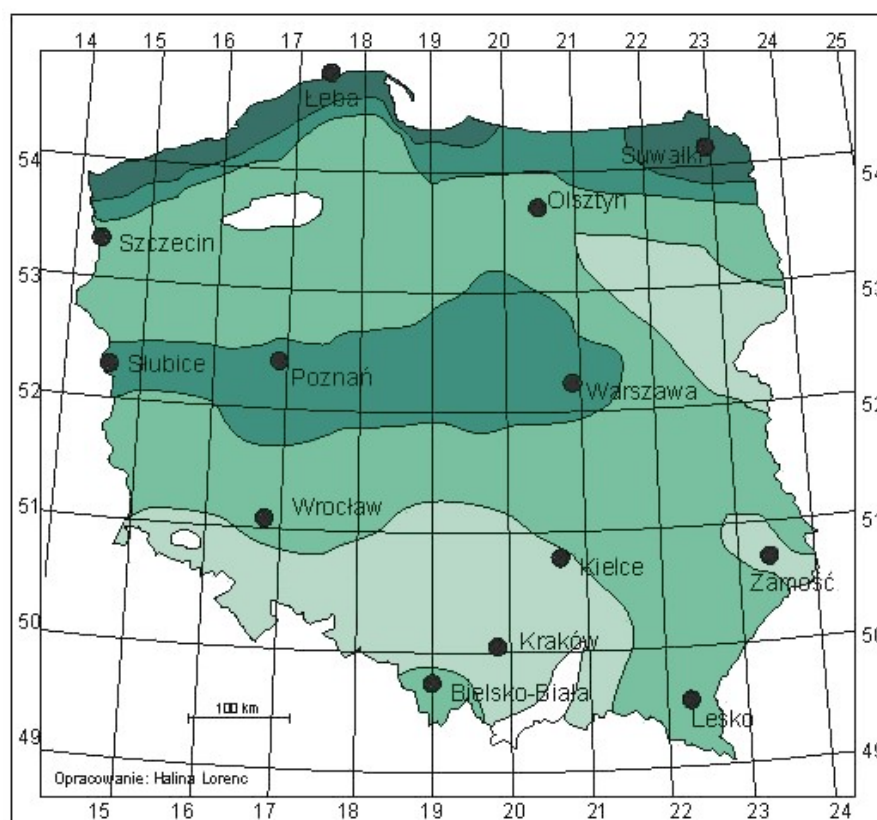 14 15 16 17 18 19 20 21 22 23 24 25
Łeba
54 Suwałki 54
Olsztyn
Szczecin
53 53
Słubice Poznań Warszawa
52 52
Wrocław
51 51
Kielce Zamość
50 Kraków 50
Bielsko-Biała Lesko
100 km
49 49
Opracowanie: Halina Lorenc
15 16 17 18 19 20 21 22 23 24